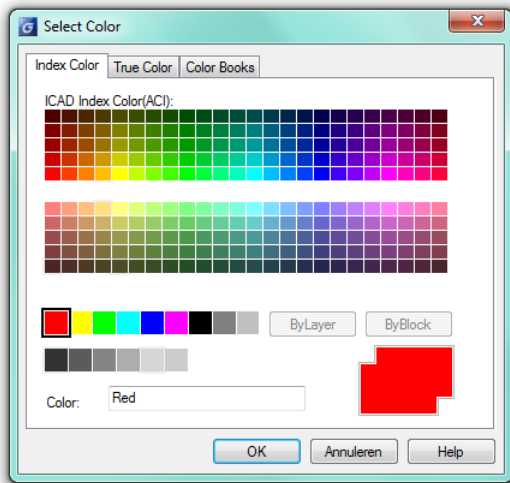 Select Color
Index Color True Color Color Books
ICAD Index Color(ACI):
ByLayer ByBlock
Color: Red
OK Annuleren Help